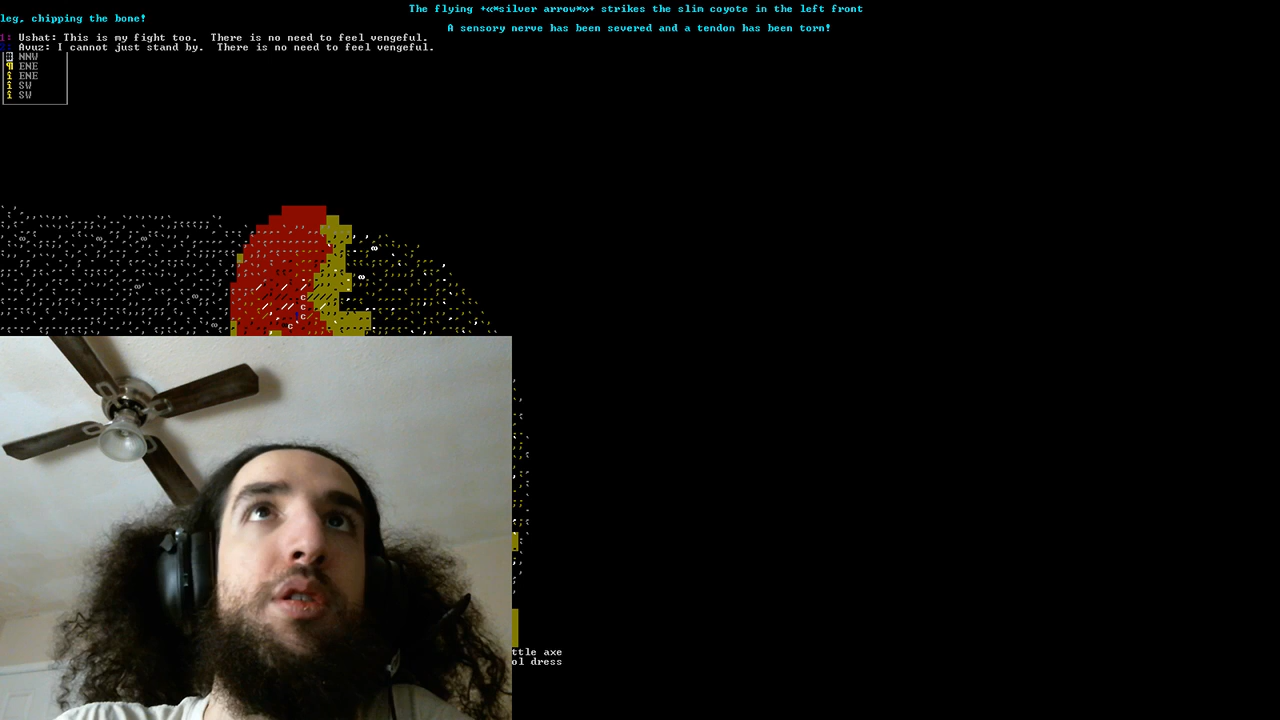 The flying +«*silver arrow*»+ strikes the slim coyote in the left front
leg, chipping the bone!
A sensory nerve has been severed and a tendon has been torn!
1: Ushat: This is my fight too.  There is no need to feel vengeful.
2: Avuz: I cannot just stand by.  There is no need to feel vengeful.
NNW
ENE
ENE
SW
SW
ttle axe
ol dress